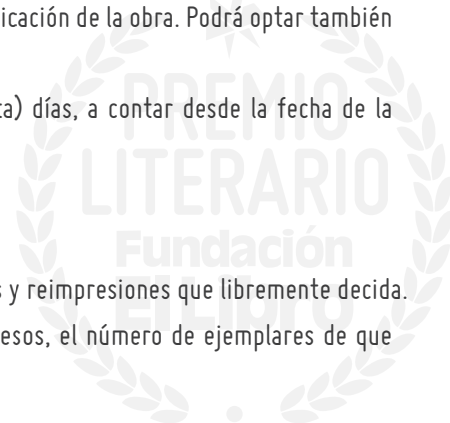 icación de la obra. Podrá optar también
ta) días, a contar desde la fecha de la
PREMIO
LITERARIO
Fundación
El Libro
s y reimpresiones que libremente decida.
esos, el número de ejemplares de que